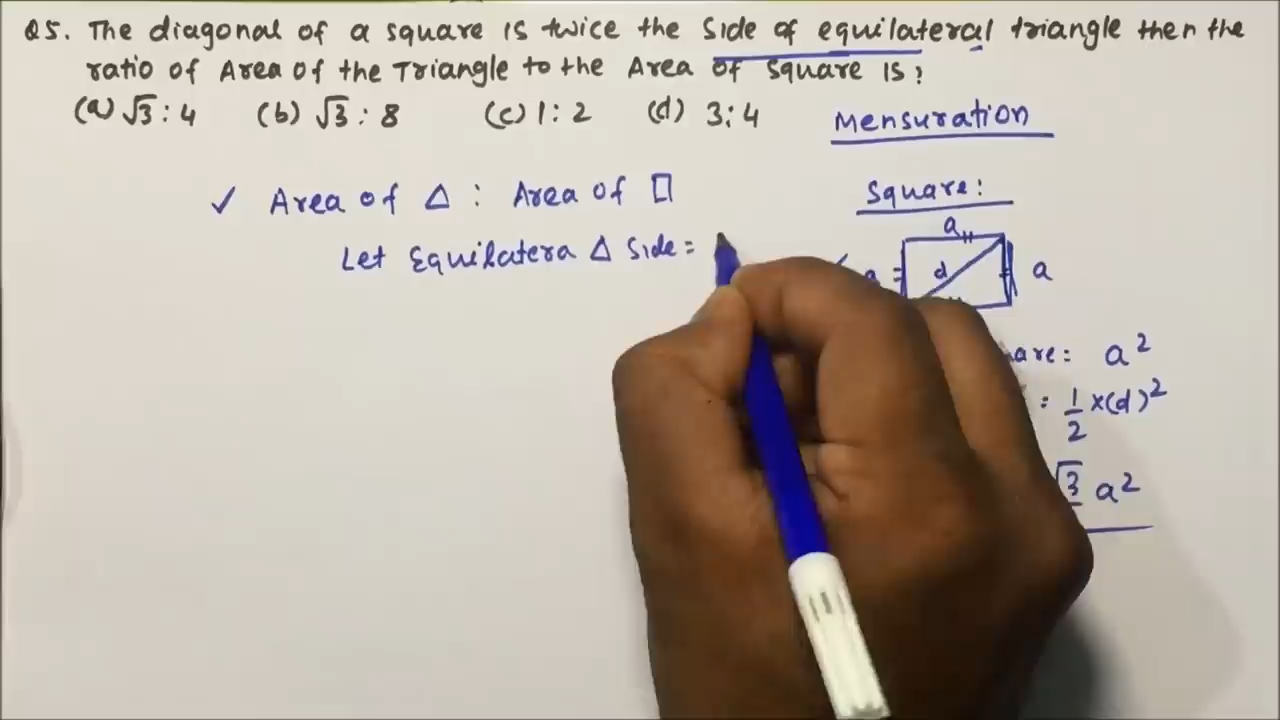 Q5. The diagonal of a square is twice the side of equilateral triangle then the
ratio of Area of the Triangle to the Area of square is?
(a) √3 : 4 (b) √3 : 8 (c) 1 : 2 (d) 3 : 4
Mensuration
✓ Area of △ : Area of □
Let Equilatera △ side =
Square:
a
a = d a
are: a²
= 1/2 ×(d)²
√3 a²